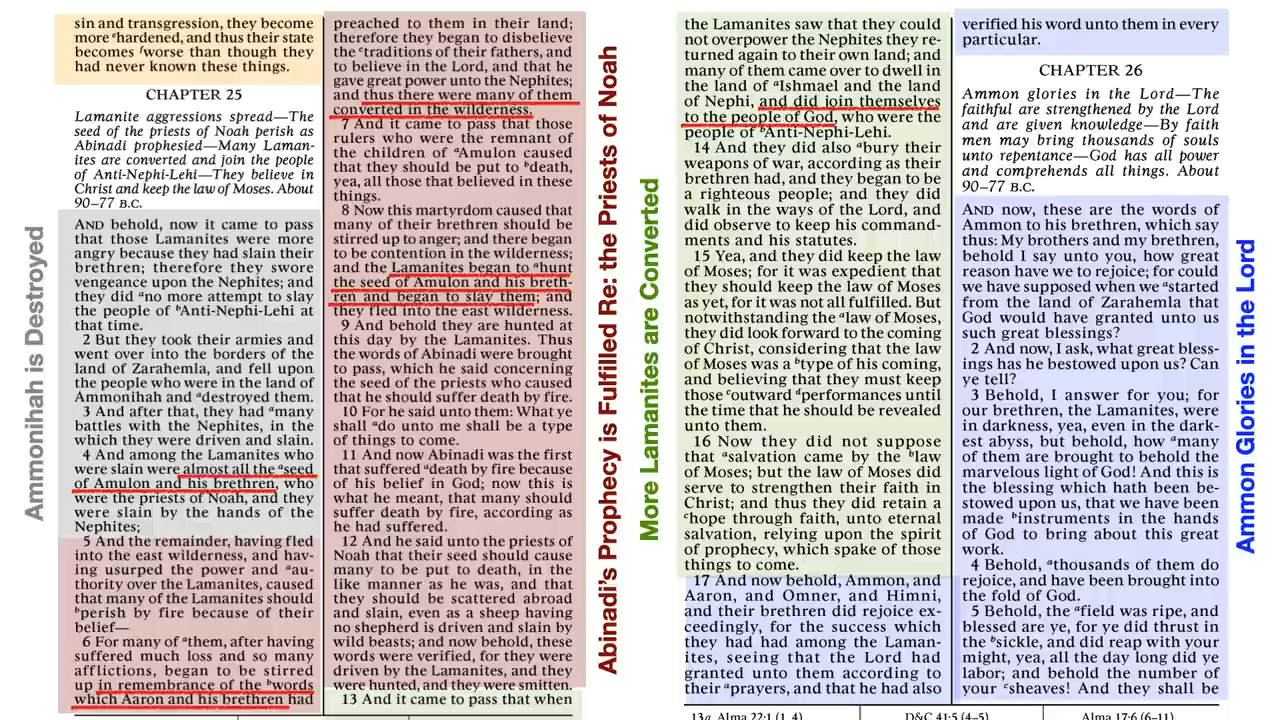 sin and transgression, they become
more ᵉhardened, and thus their state
becomes ᶠworse than though they
had never known these things.
CHAPTER 25
Lamanite aggressions spread—The
seed of the priests of Noah perish as
Abinadi prophesied—Many Laman-
ites are converted and join the people
of Anti-Nephi-Lehi—They believe in
Christ and keep the law of Moses. About
90–77 B.C.
AND behold, now it came to pass
that those Lamanites were more
angry because they had slain their
brethren; therefore they swore
vengeance upon the Nephites; and
they did ᵃno more attempt to slay
the people of ᵇAnti-Nephi-Lehi at
that time.
2 But they took their armies and
went over into the borders of the
land of Zarahemla, and fell upon
the people who were in the land of
Ammonihah and ᵃdestroyed them.
3 And after that, they had ᵃmany
battles with the Nephites, in the
which they were driven and slain.
4 And among the Lamanites who
were slain were almost all the ᵃseed
of Amulon and his brethren, who
were the priests of Noah, and they
were slain by the hands of the
Nephites;
5 And the remainder, having fled
into the east wilderness, and hav-
ing usurped the power and ᵃau-
thority over the Lamanites, caused
that many of the Lamanites should
ᵇperish by fire because of their
belief—
6 For many of ᵃthem, after having
suffered much loss and so many
afflictions, began to be stirred
up in remembrance of the ᵇwords
which Aaron and his brethren had
preached to them in their land;
therefore they began to disbelieve
the ᶜtraditions of their fathers, and
to believe in the Lord, and that he
gave great power unto the Nephites;
and thus there were many of them
converted in the wilderness.
7 And it came to pass that those
rulers who were the remnant of
the children of ᵃAmulon caused
that they should be put to ᵇdeath,
yea, all those that believed in these
things.
8 Now this martyrdom caused that
many of their brethren should be
stirred up to anger; and there began
to be contention in the wilderness;
and the Lamanites began to ᵃhunt
the seed of Amulon and his breth-
ren and began to slay them; and
they fled into the east wilderness.
9 And behold they are hunted at
this day by the Lamanites. Thus
the words of Abinadi were brought
to pass, which he said concerning
the seed of the priests who caused
that he should suffer death by fire.
10 For he said unto them: What ye
shall ᵃdo unto me shall be a type
of things to come.
11 And now Abinadi was the first
that suffered ᵃdeath by fire because
of his belief in God; now this is
what he meant, that many should
suffer death by fire, according as
he had suffered.
12 And he said unto the priests of
Noah that their seed should cause
many to be put to death, in the
like manner as he was, and that
they should be scattered abroad
and slain, even as a sheep having
no shepherd is driven and slain by
wild beasts; and now behold, these
words were verified, for they were
driven by the Lamanites, and they
were hunted, and they were smitten.
13 And it came to pass that when
Ammonihah is Destroyed
Abinadi's Prophecy is Fulfilled Re: the Priests of Noah
More Lamanites are Converted
the Lamanites saw that they could
not overpower the Nephites they re-
turned again to their own land; and
many of them came over to dwell in
the land of ᵃIshmael and the land
of Nephi, and did join themselves
to the people of God, who were the
people of ᵇAnti-Nephi-Lehi.
14 And they did also ᵃbury their
weapons of war, according as their
brethren had, and they began to be
a righteous people; and they did
walk in the ways of the Lord, and
did observe to keep his command-
ments and his statutes.
15 Yea, and they did keep the law
of Moses; for it was expedient that
they should keep the law of Moses
as yet, for it was not all fulfilled. But
notwithstanding the ᵃlaw of Moses,
they did look forward to the coming
of Christ, considering that the law
of Moses was a ᵇtype of his coming,
and believing that they must keep
those ᶜoutward ᵈperformances until
the time that he should be revealed
unto them.
16 Now they did not suppose
that ᵃsalvation came by the ᵇlaw
of Moses; but the law of Moses did
serve to strengthen their faith in
Christ; and thus they did retain a
ᶜhope through faith, unto eternal
salvation, relying upon the spirit
of prophecy, which spake of those
things to come.
17 And now behold, Ammon, and
Aaron, and Omner, and Himni,
and their brethren did rejoice ex-
ceedingly, for the success which
they had had among the Laman-
ites, seeing that the Lord had
granted unto them according to
their ᵃprayers, and that he had also
verified his word unto them in every
particular.
CHAPTER 26
Ammon glories in the Lord—The
faithful are strengthened by the Lord
and are given knowledge—By faith
men may bring thousands of souls
unto repentance—God has all power
and comprehends all things. About
90–77 B.C.
AND now, these are the words of
Ammon to his brethren, which say
thus: My brothers and my brethren,
behold I say unto you, how great
reason have we to rejoice; for could
we have supposed when we ᵃstarted
from the land of Zarahemla that
God would have granted unto us
such great blessings?
2 And now, I ask, what great bless-
ings has he bestowed upon us? Can
ye tell?
3 Behold, I answer for you; for
our brethren, the Lamanites, were
in darkness, yea, even in the dark-
est abyss, but behold, how ᵃmany
of them are brought to behold the
marvelous light of God! And this is
the blessing which hath been be-
stowed upon us, that we have been
made ᵇinstruments in the hands
of God to bring about this great
work.
4 Behold, ᵃthousands of them do
rejoice, and have been brought into
the fold of God.
5 Behold, the ᵃfield was ripe, and
blessed are ye, for ye did thrust in
the ᵇsickle, and did reap with your
might, yea, all the day long did ye
labor; and behold the number of
your ᶜsheaves! And they shall be
Ammon Glories in the Lord
13a Alma 22:1 (1, 4)
D&C 41:5 (4–5)
Alma 17:6 (6–11)